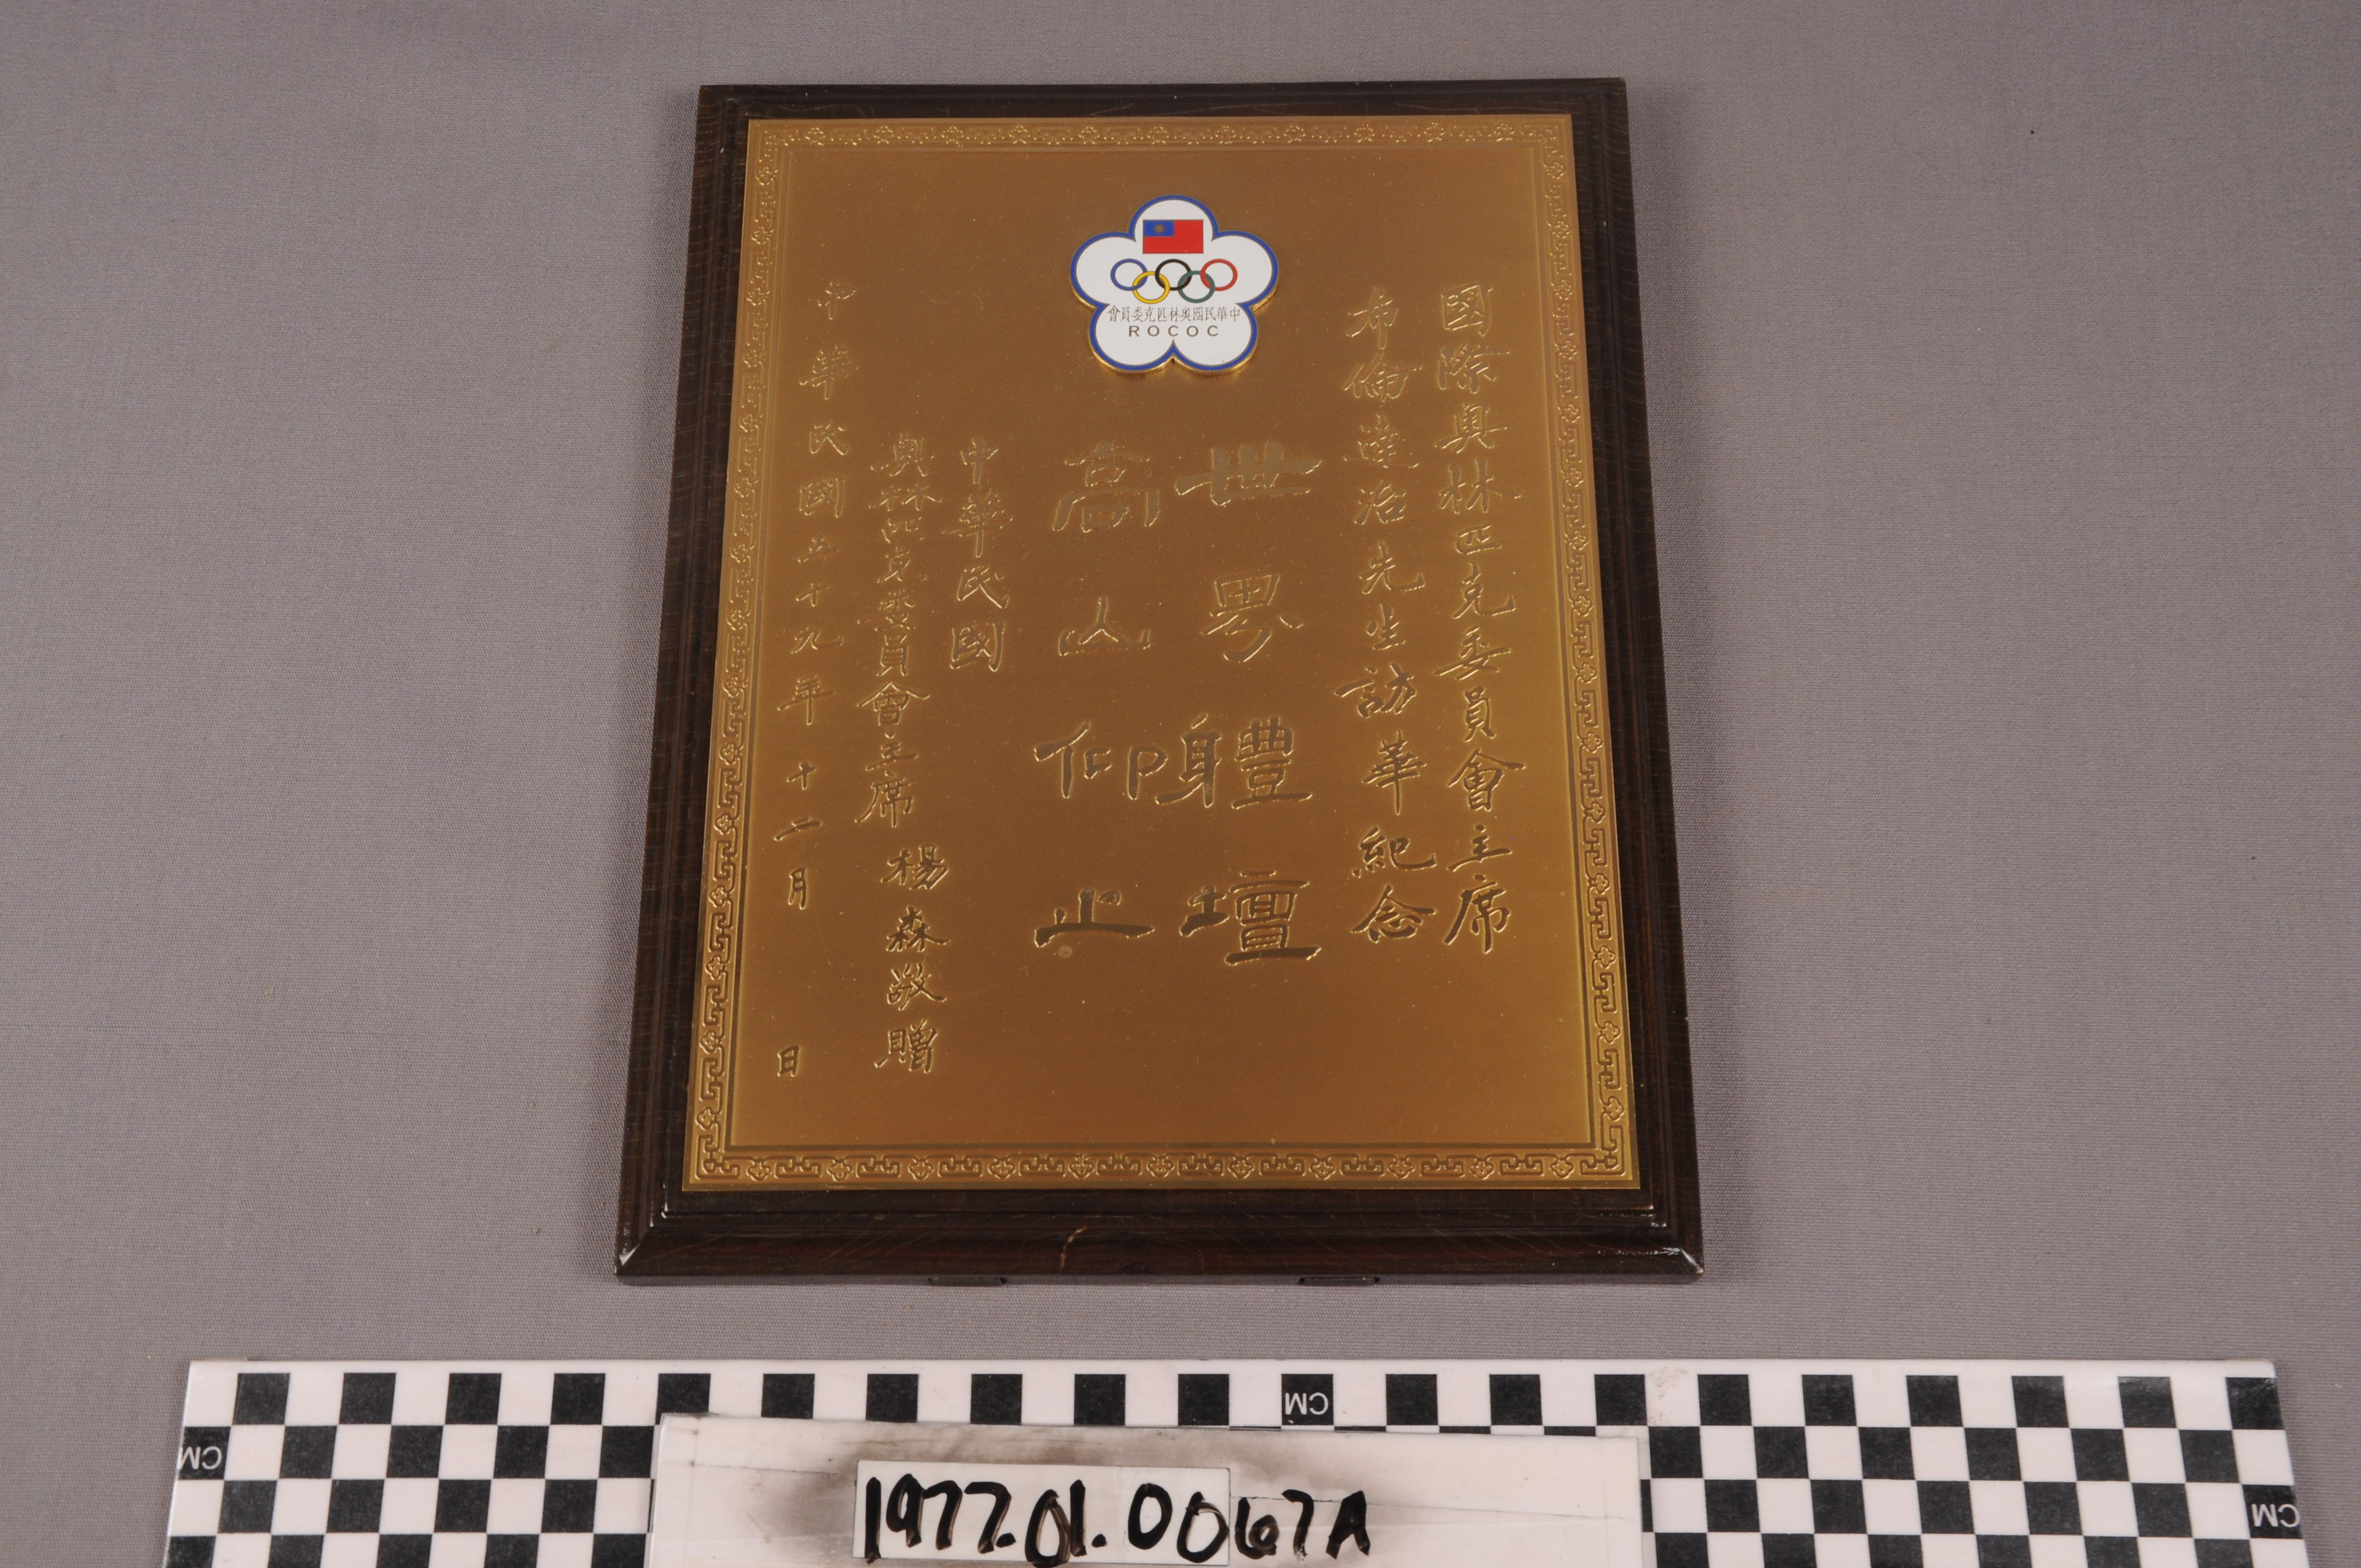 中華民國奧林匹克委員會
ROCOC
國際奧林匹克委員會主席
布倫達治先生訪華紀念
世界體壇
高山仰止
中華民國
奧林匹克委員會主席 楊森敬贈
中華民國五十九年十二月 日
CM
CM
CM
1977.01.0067A